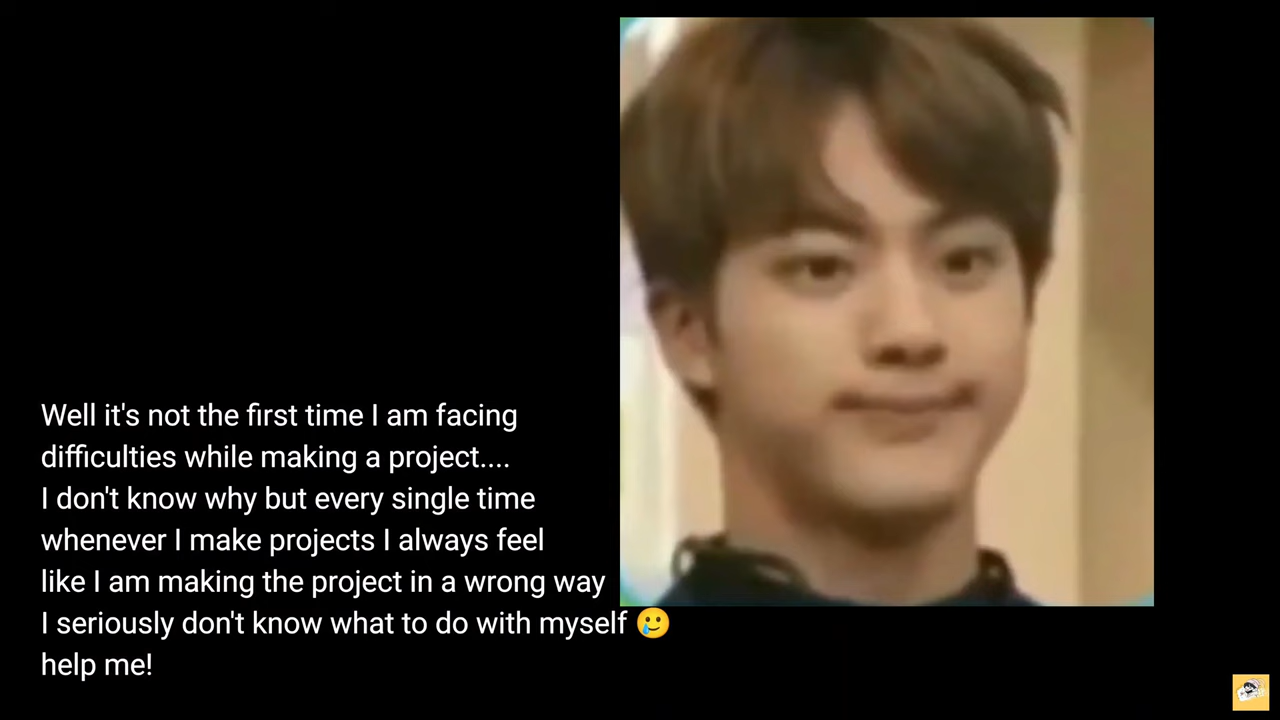 Well it's not the first time I am facing
difficulties while making a project....
I don't know why but every single time
whenever I make projects I always feel
like I am making the project in a wrong way
I seriously don't know what to do with myself 🥲
help me!